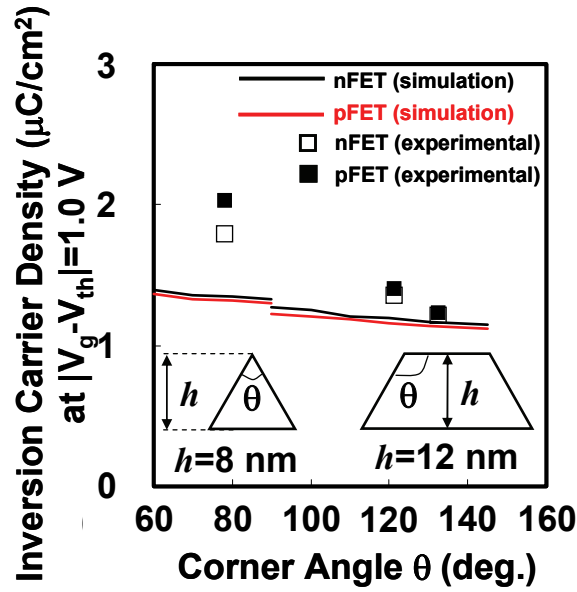 Inversion Carrier Density (μC/cm²)
at |Vg-Vth|=1.0 V
3
2
1
0
nFET (simulation)
pFET (simulation)
nFET (experimental)
pFET (experimental)
h
θ
θ
h
h=8 nm
h=12 nm
60
80
100
120
140
160
Corner Angle θ (deg.)